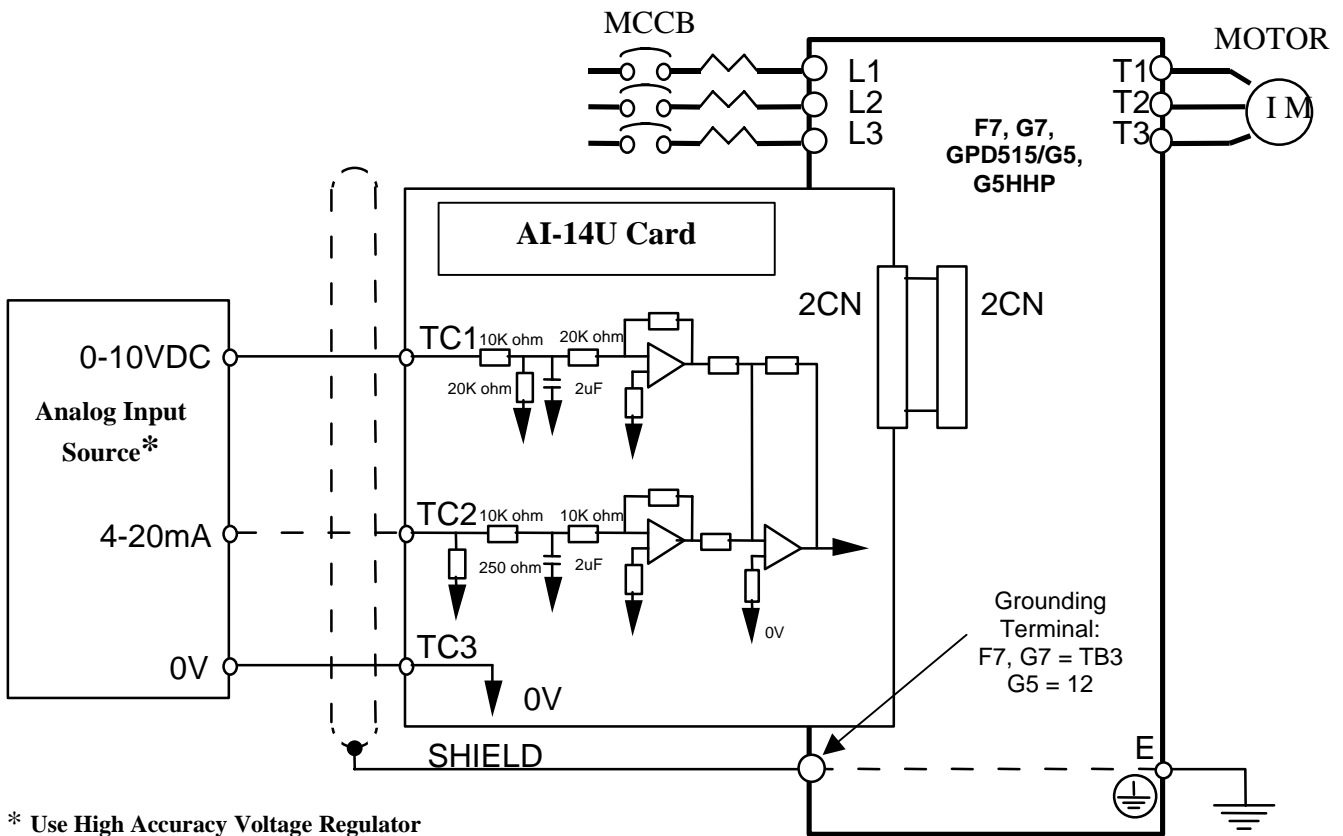 MCCB
MOTOR
L1
L2
L3
T1
T2
T3
I M
F7, G7,
GPD515/G5,
G5HHP
AI-14U Card
2CN
2CN
0-10VDC
Analog Input
Source*
4-20mA
0V
TC1
10K ohm
20K ohm
20K ohm
2uF
TC2
10K ohm
10K ohm
250 ohm
2uF
0V
TC3
0V
Grounding
Terminal:
F7, G7 = TB3
G5 = 12
SHIELD
E
* Use High Accuracy Voltage Regulator